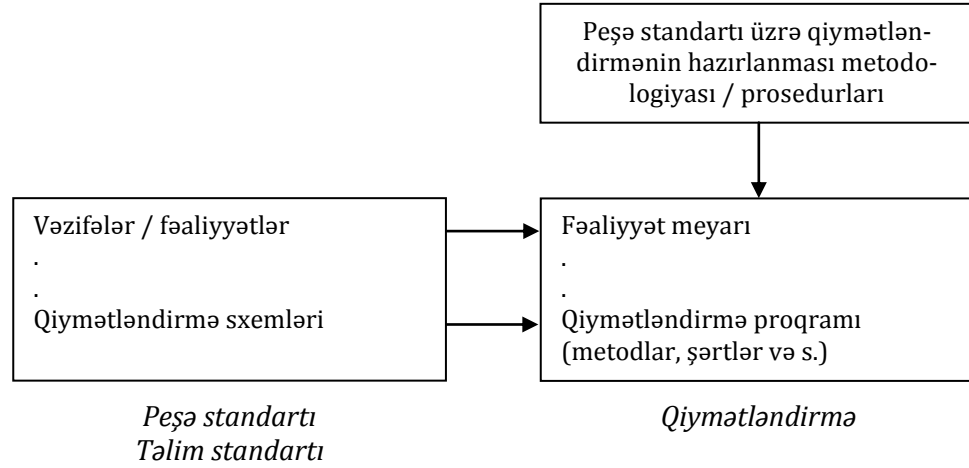 Peşə standartı üzrə qiymətlən-
dirmənin hazırlanması metodo-
logiyası / prosedurları
Vəzifələr / fəaliyyətlər
.
.
Qiymətləndirmə sxemləri
Fəaliyyət meyarı
.
.
Qiymətləndirmə proqramı
(metodlar, şərtlər və s.)
Peşə standartı
Təlim standartı
Qiymətləndirmə